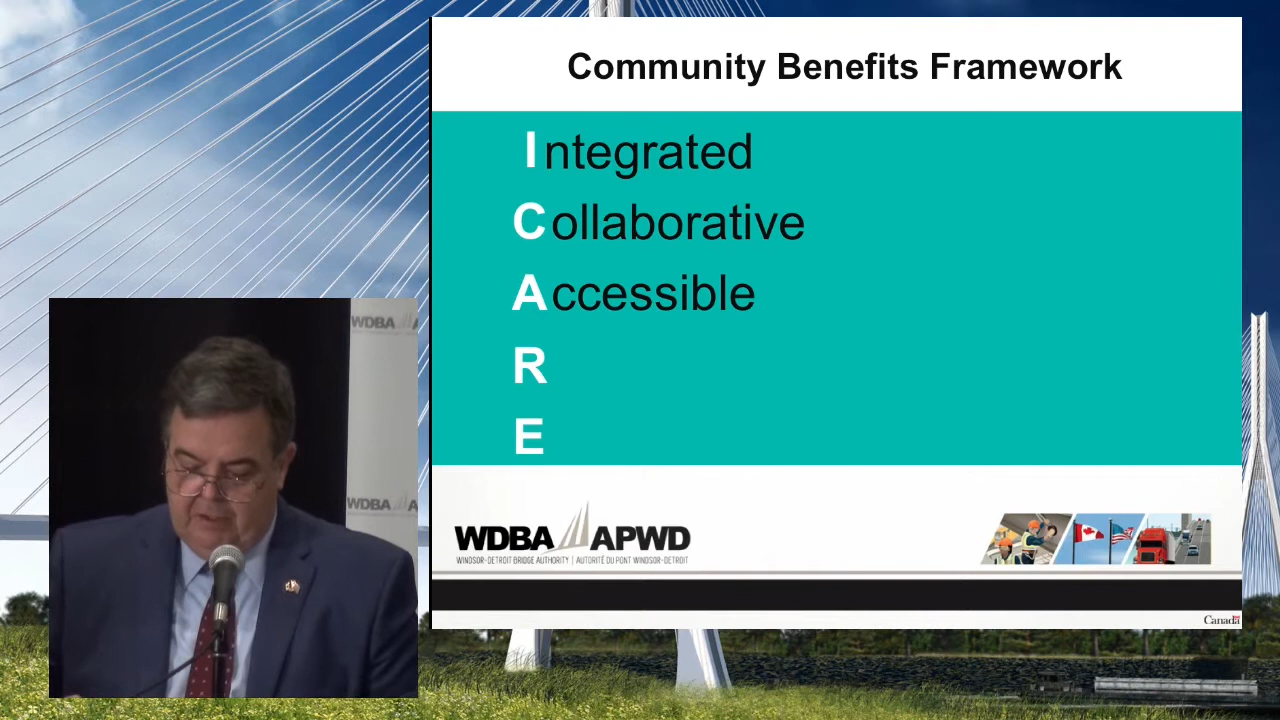 Community Benefits Framework
Integrated
Collaborative
Accessible
R
E
WDBA APWD
WINDSOR-DETROIT BRIDGE AUTHORITY | AUTORITÉ DU PONT WINDSOR-DETROIT
Canada
WDBA A
WDBA A